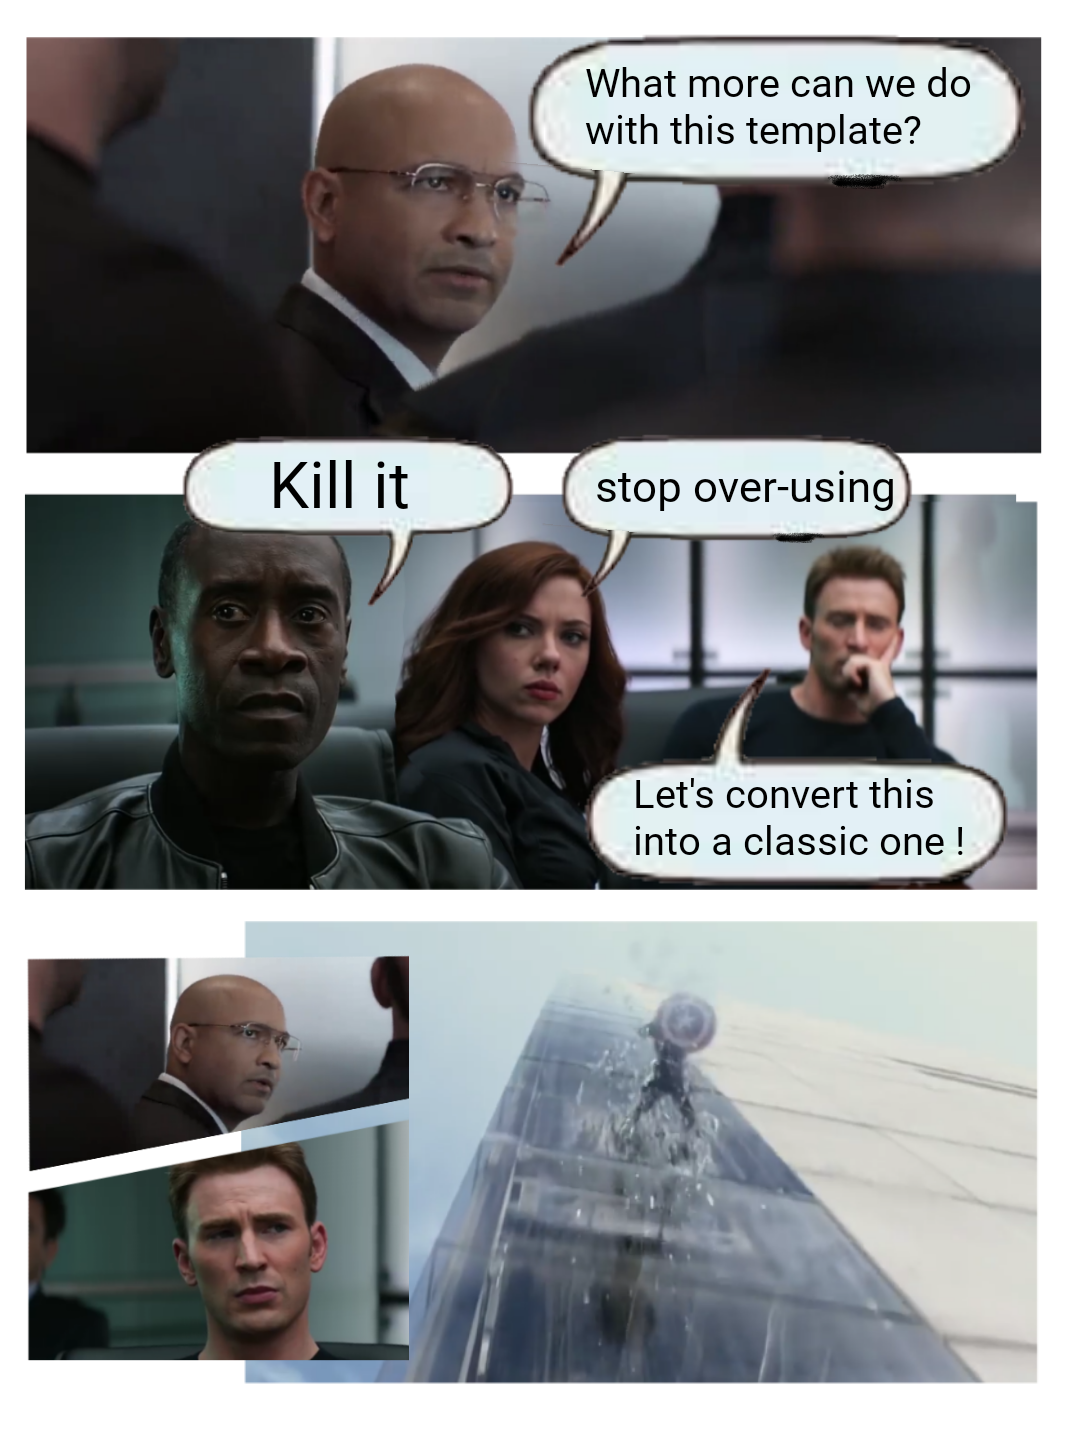 What more can we do
with this template?
Kill it
stop over-using
Let's convert this
into a classic one !